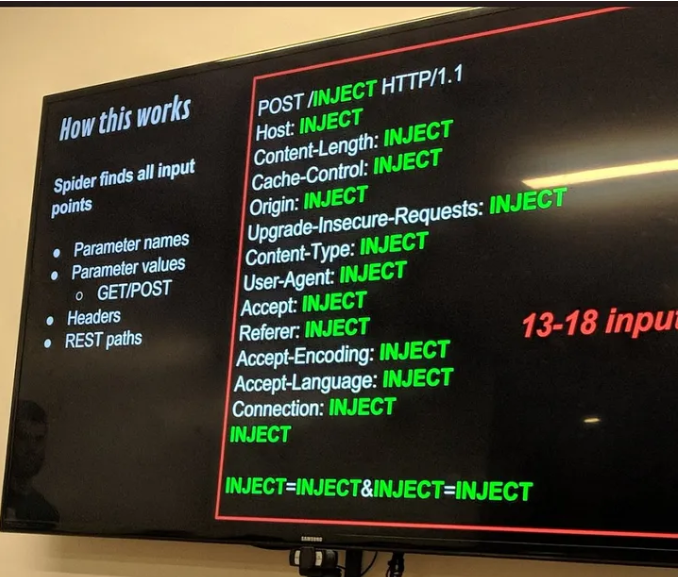 How this works
Spider finds all input
points
• Parameter names
• Parameter values
○ GET/POST
• Headers
• REST paths
POST /INJECT HTTP/1.1
Host: INJECT
Content-Length: INJECT
Cache-Control: INJECT
Origin: INJECT
Upgrade-Insecure-Requests: INJECT
Content-Type: INJECT
User-Agent: INJECT
Accept: INJECT
Referer: INJECT
Accept-Encoding: INJECT
Accept-Language: INJECT
Connection: INJECT
INJECT
INJECT=INJECT&INJECT=INJECT
13-18
SAMSUNG